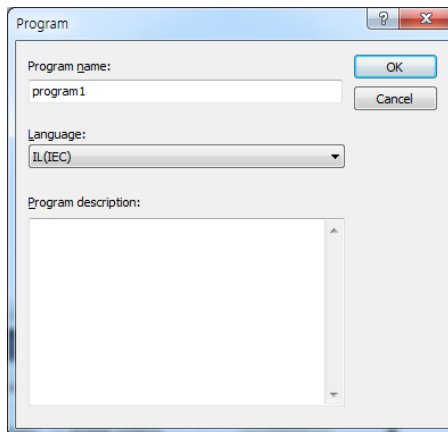 Program
Program name:
OK
program1
Cancel
Language:
IL(IEC)
Program description: